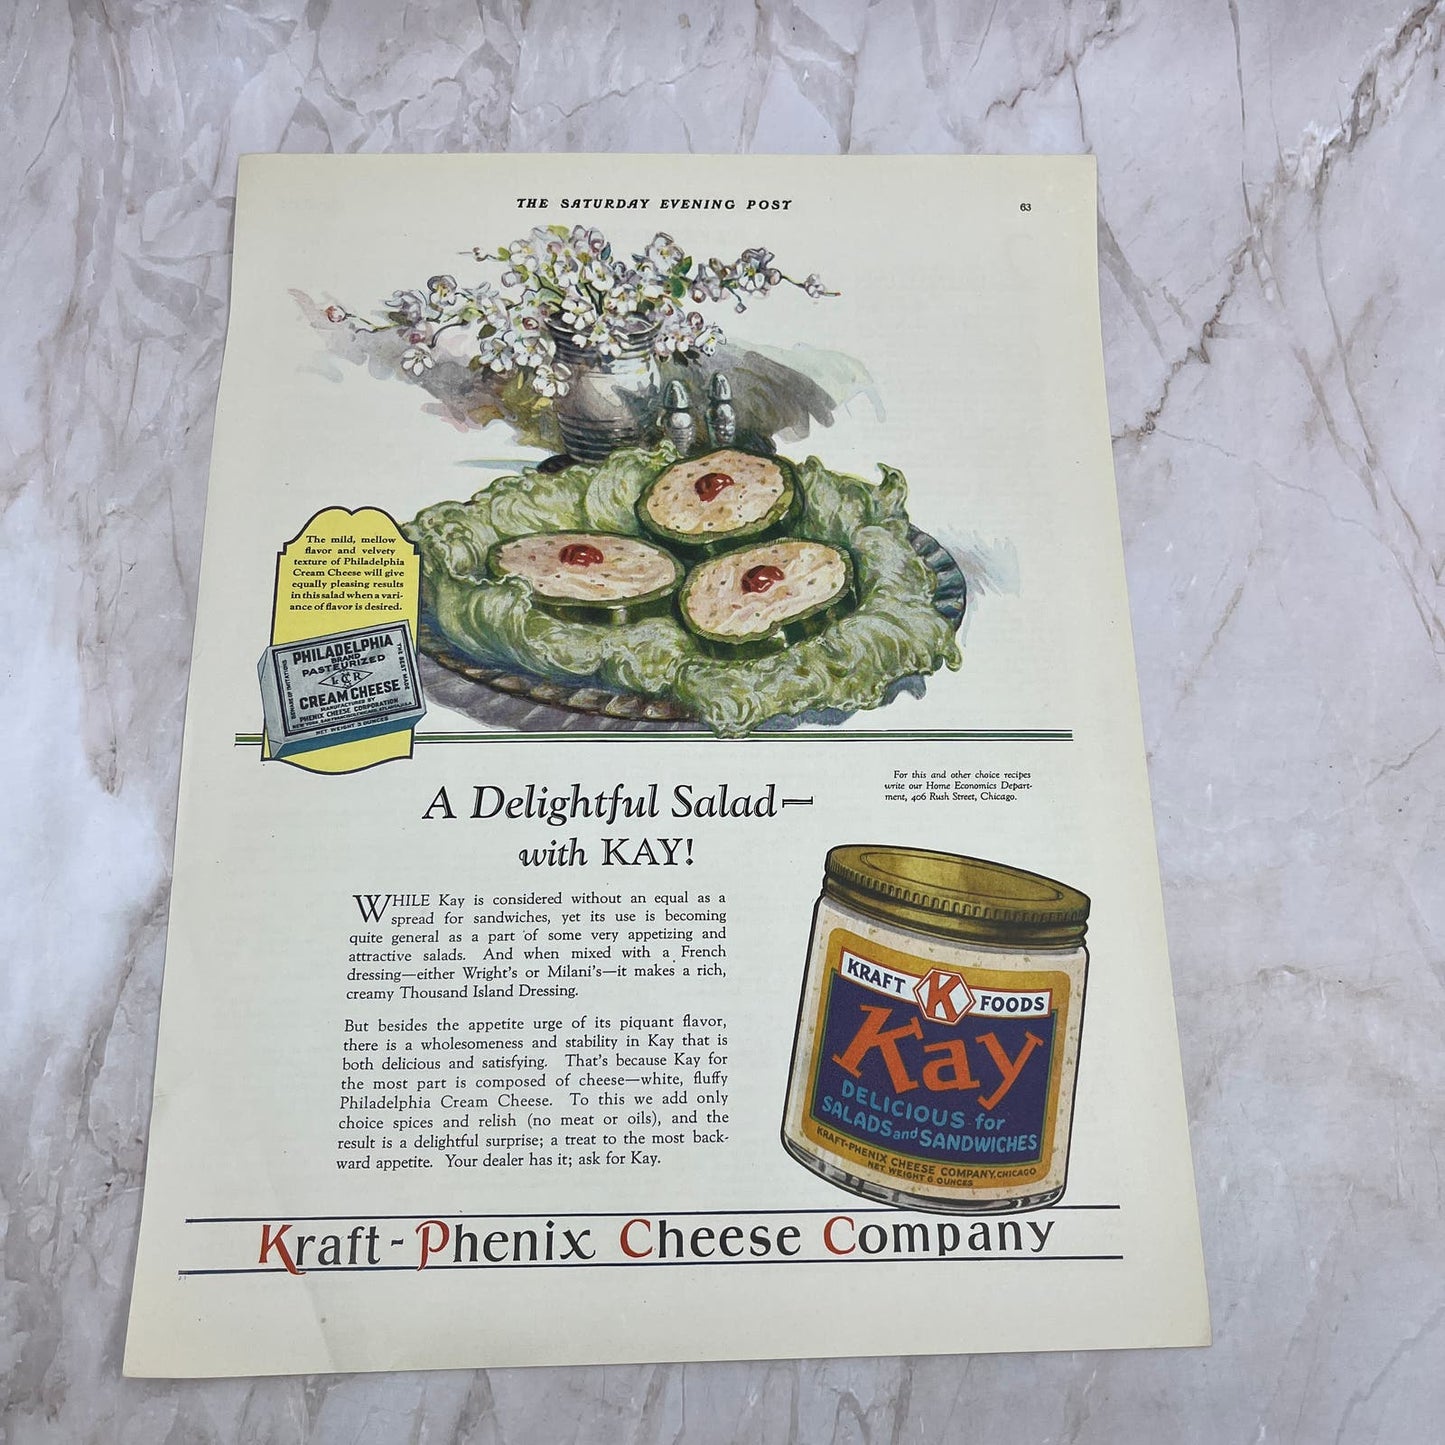 THE SATURDAY EVENING POST
63
The mild, mellow
flavor and velvety
texture of Philadelphia
Cream Cheese will give
equally pleasing results
in this salad when a vari-
ance of flavor is desired.
PHILADELPHIA
BRAND
PASTEURIZED
CREAM CHEESE
MANUFACTURED BY
PHENIX CHEESE CORPORATION
NET WEIGHT 3 OUNCES
THE BEST MADE
For this and other choice recipes
write our Home Economics Depart-
ment, 406 Rush Street, Chicago.
A Delightful Salad—
with KAY!
WHILE Kay is considered without an equal as a
spread for sandwiches, yet its use is becoming
quite general as a part of some very appetizing and
attractive salads. And when mixed with a French
dressing—either Wright's or Milani's—it makes a rich,
creamy Thousand Island Dressing.
But besides the appetite urge of its piquant flavor,
there is a wholesomeness and stability in Kay that is
both delicious and satisfying. That's because Kay for
the most part is composed of cheese—white, fluffy
Philadelphia Cream Cheese. To this we add only
choice spices and relish (no meat or oils), and the
result is a delightful surprise; a treat to the most back-
ward appetite. Your dealer has it; ask for Kay.
KRAFT K FOODS
Kay
DELICIOUS for
SALADS and SANDWICHES
KRAFT-PHENIX CHEESE COMPANY, CHICAGO
NET WEIGHT 6 OUNCES
Kraft-Phenix Cheese Company